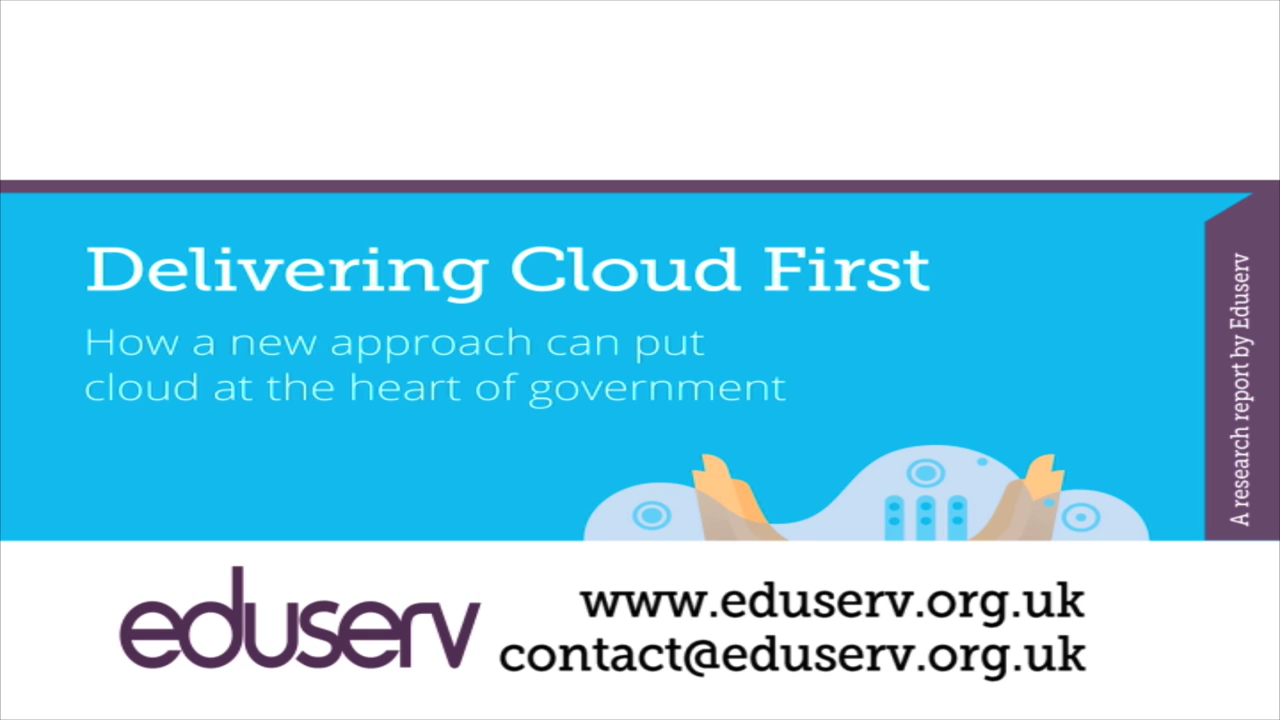 Delivering Cloud First
How a new approach can put
cloud at the heart of government
A research report by Eduserv
eduserv
www.eduserv.org.uk
contact@eduserv.org.uk